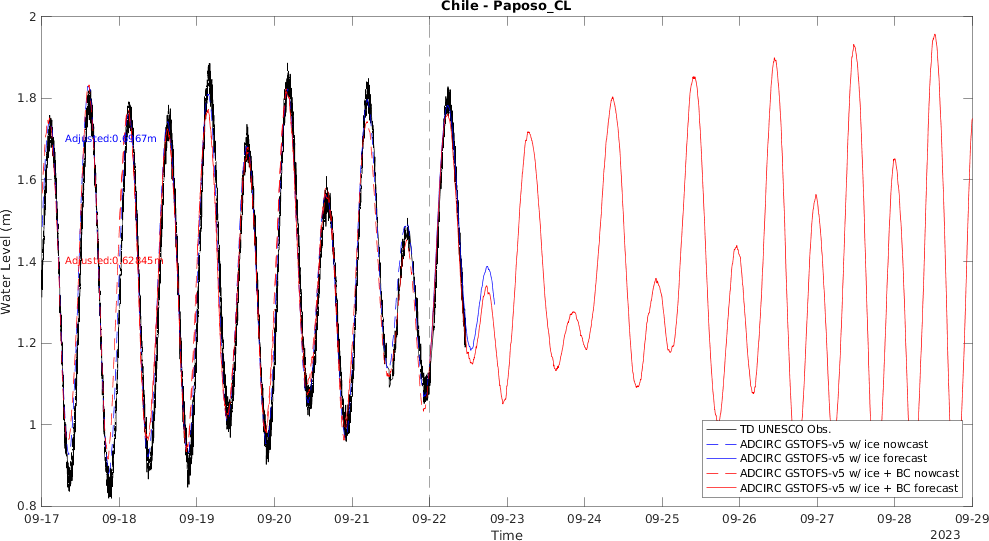 Chile - Paposo_CL
2
1.8
1.6
1.4
1.2
1
0.8
Water Level (m)
Adjusted:0.62845m
09-17
09-18
09-19
09-20
09-21
09-22
09-23
09-24
09-25
09-26
09-27
09-28
09-29
Time
2023
TD UNESCO Obs.
ADCIRC GSTOFS-v5 w/ ice nowcast
ADCIRC GSTOFS-v5 w/ ice forecast
ADCIRC GSTOFS-v5 w/ ice + BC nowcast
ADCIRC GSTOFS-v5 w/ ice + BC forecast